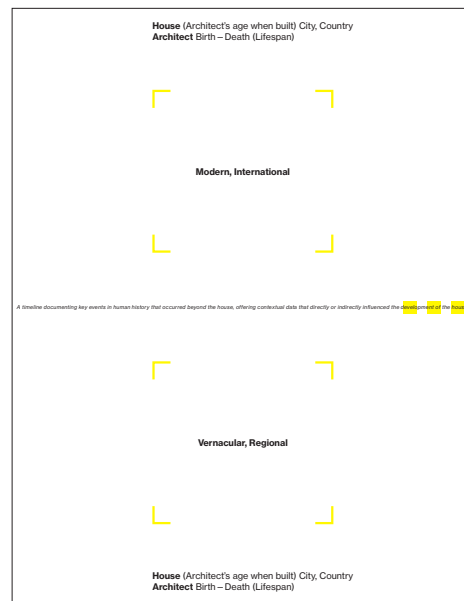 House (Architect's age when built) City, Country
Architect Birth – Death (Lifespan)
Modern, International
A timeline documenting key events in human history that occurred beyond the house, offering contextual data that directly or indirectly influenced the development of the hous
Vernacular, Regional
House (Architect's age when built) City, Country
Architect Birth – Death (Lifespan)